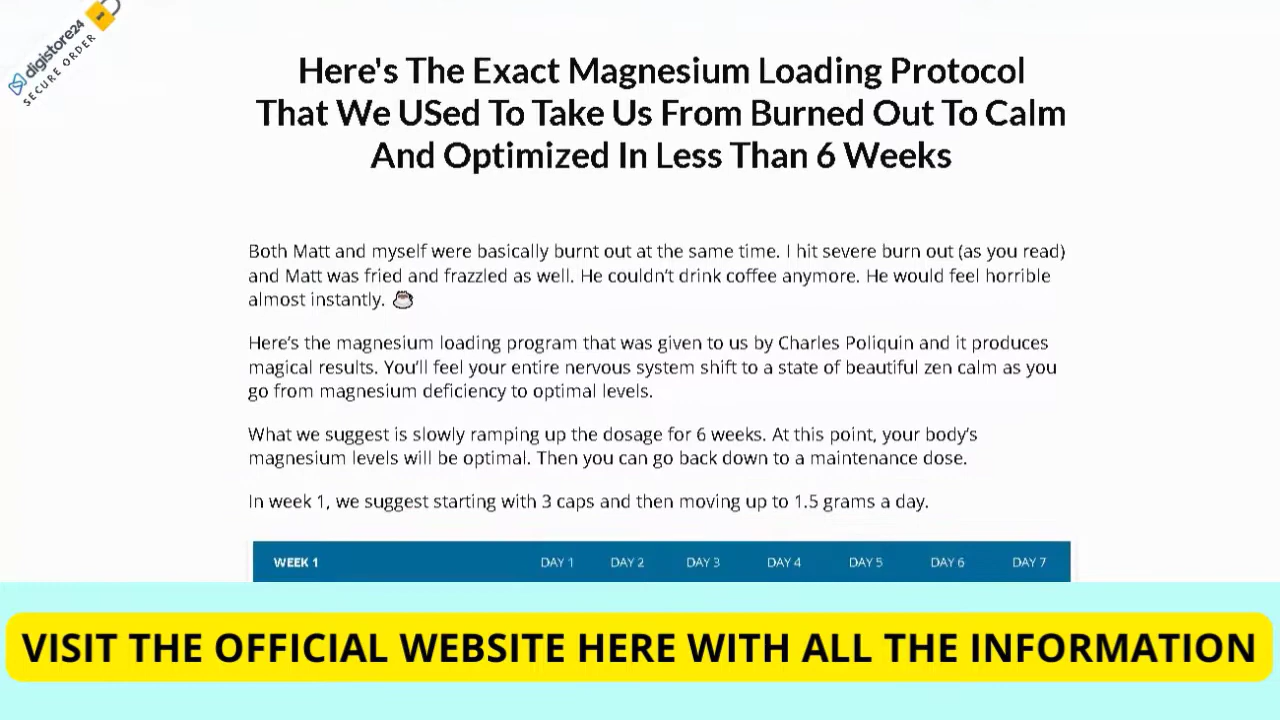 digistore24
SECURE ORDER
Here's The Exact Magnesium Loading Protocol
That We USed To Take Us From Burned Out To Calm
And Optimized In Less Than 6 Weeks
Both Matt and myself were basically burnt out at the same time. I hit severe burn out (as you read)
and Matt was fried and frazzled as well. He couldn't drink coffee anymore. He would feel horrible
almost instantly. ☕
Here's the magnesium loading program that was given to us by Charles Poliquin and it produces
magical results. You'll feel your entire nervous system shift to a state of beautiful zen calm as you
go from magnesium deficiency to optimal levels.
What we suggest is slowly ramping up the dosage for 6 weeks. At this point, your body's
magnesium levels will be optimal. Then you can go back down to a maintenance dose.
In week 1, we suggest starting with 3 caps and then moving up to 1.5 grams a day.
WEEK 1 DAY 1 DAY 2 DAY 3 DAY 4 DAY 5 DAY 6 DAY 7
VISIT THE OFFICIAL WEBSITE HERE WITH ALL THE INFORMATION